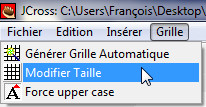 JCross: C:\Users\François\Desktop\
Fichier Edition Insérer Grille
Générer Grille Automatique
Modifier Taille
Force upper case